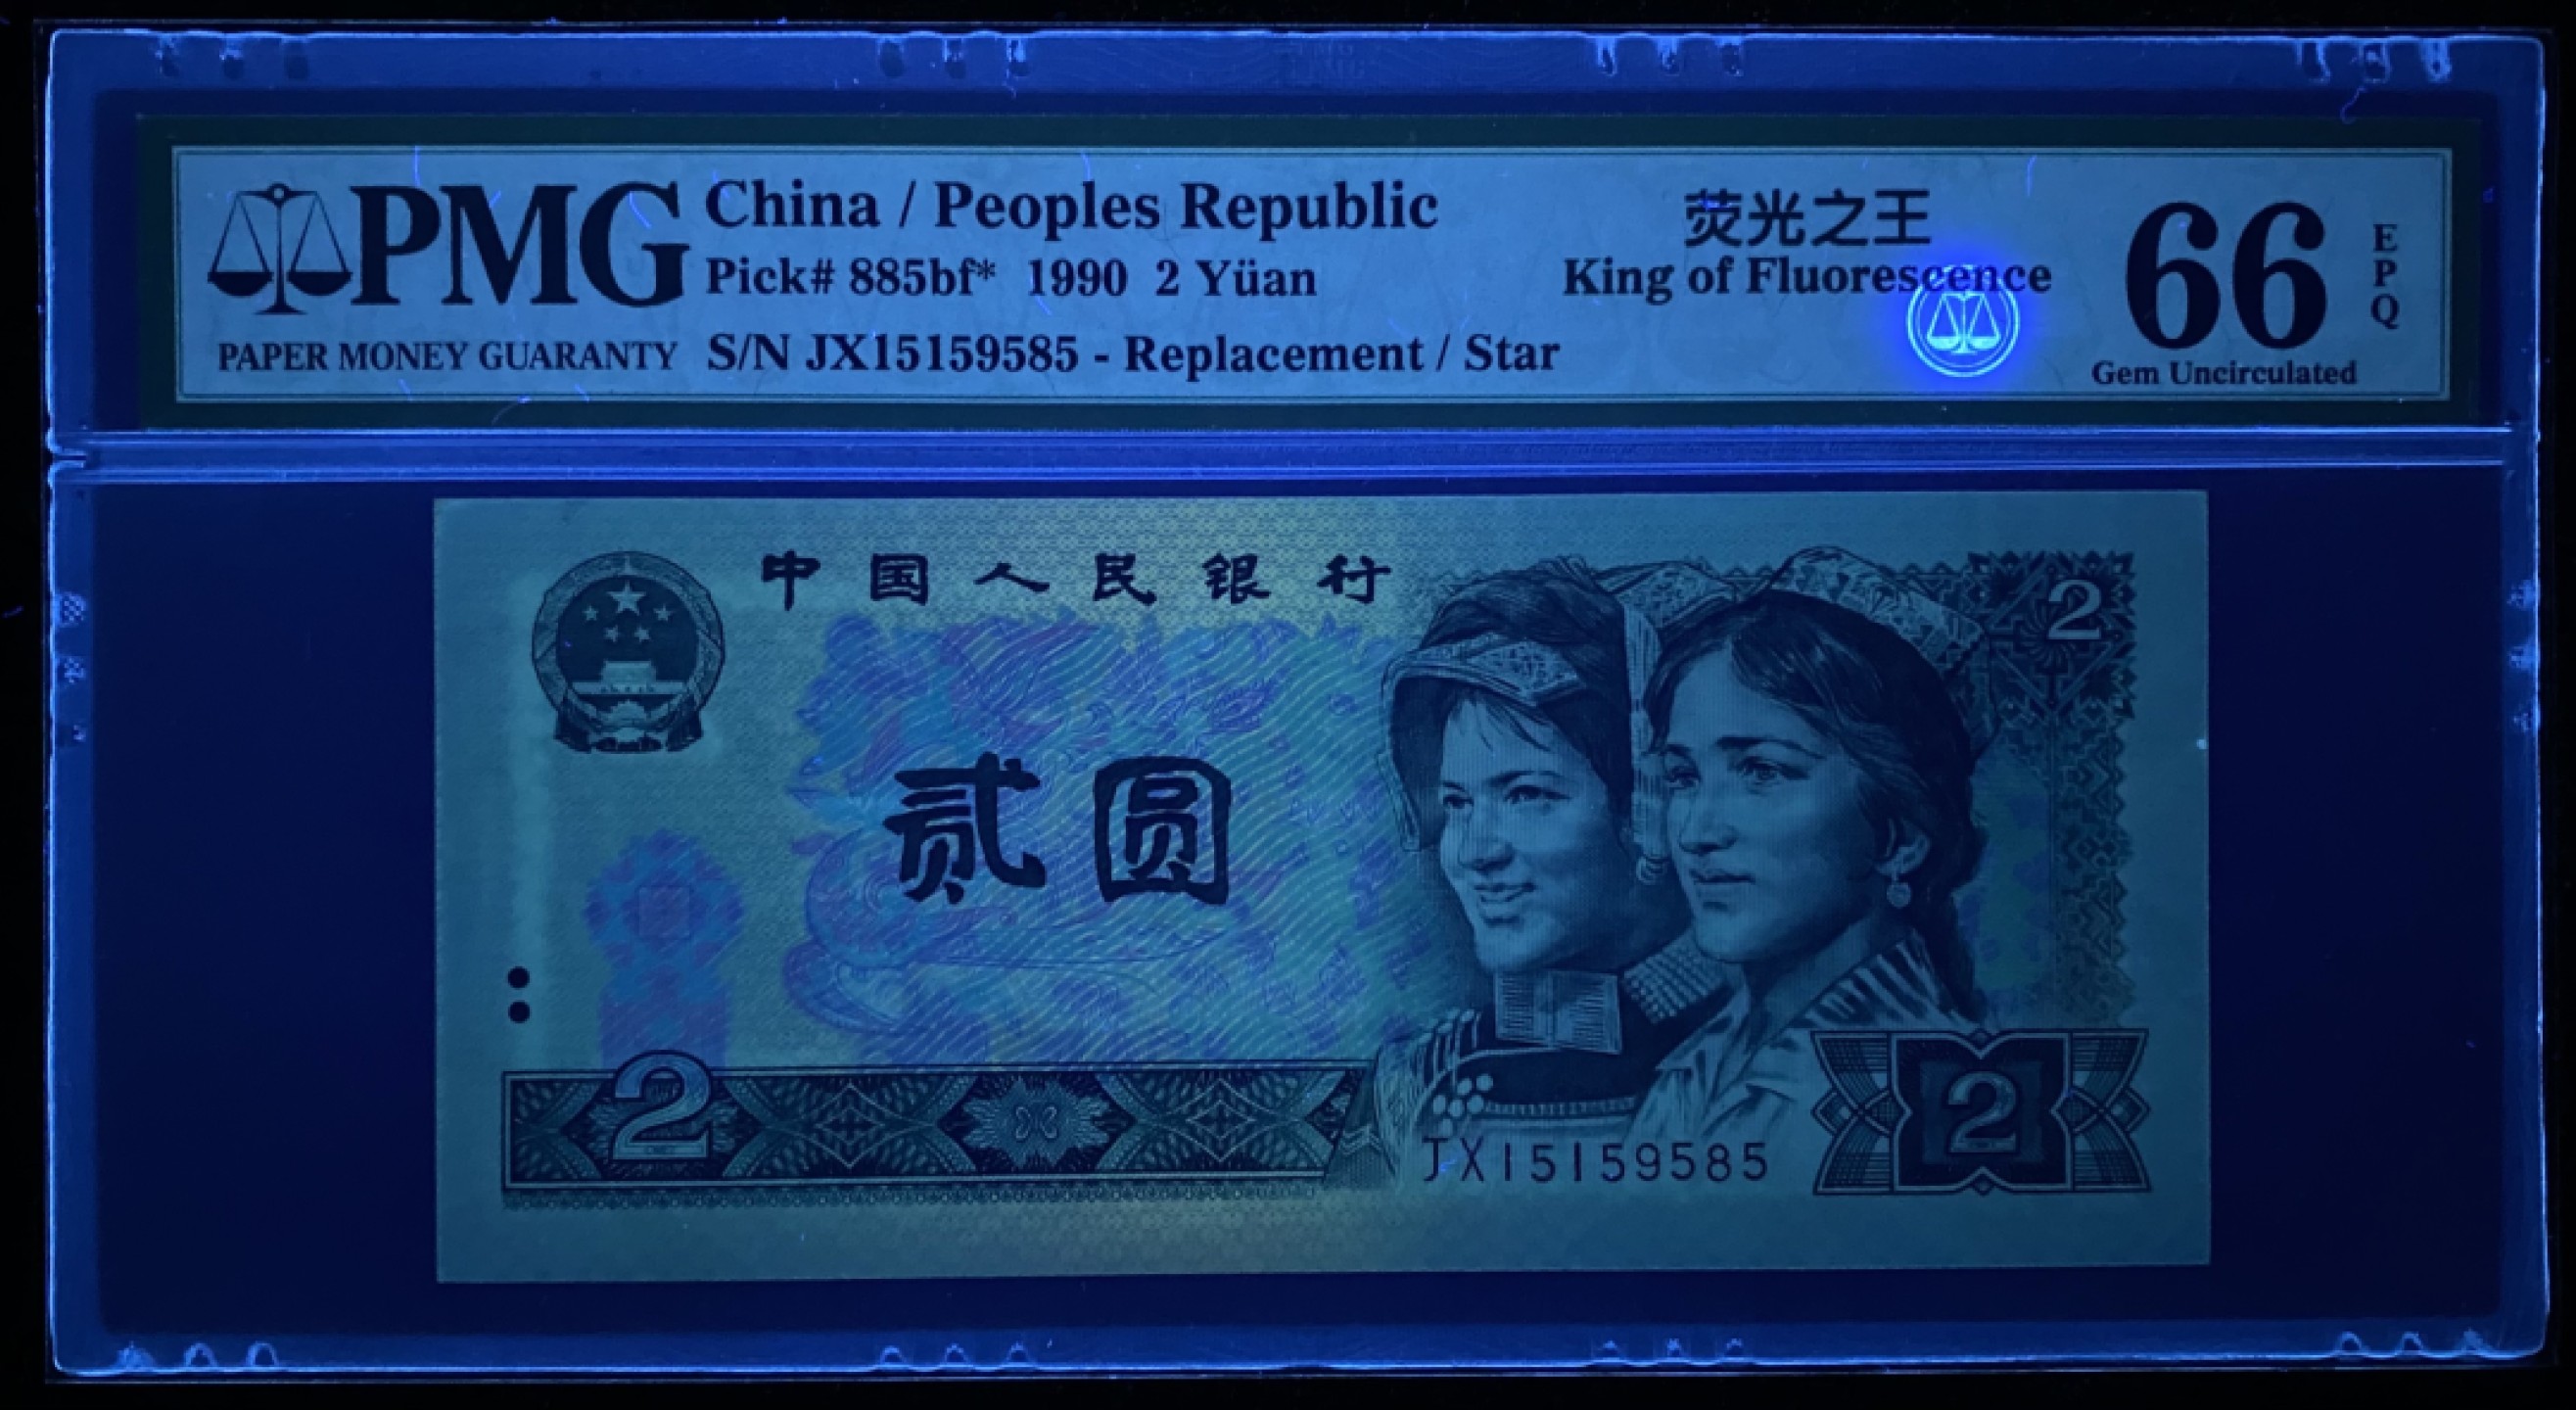 PMG
PAPER MONEY GUARANTY
China / Peoples Republic
Pick# 885bf* 1990 2 Yüan
S/N JX15159585 - Replacement / Star
荧光之王
King of Fluorescence
66
EPQ
Gem Uncirculated
中国人民银行
2
贰圆
2
JX15159585
2